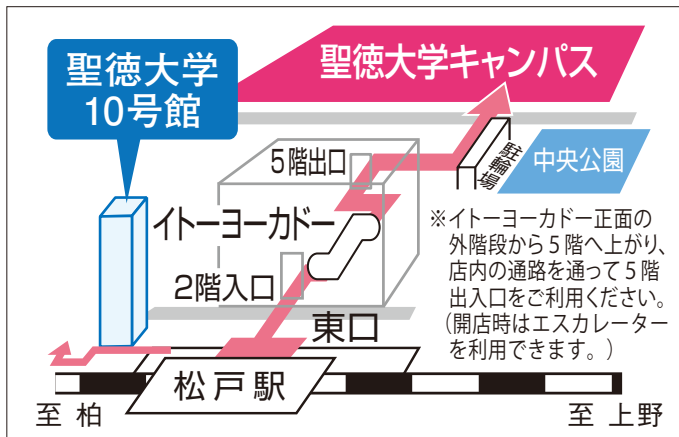 聖徳大学
10号館
聖徳大学キャンパス
5階出口
駐輪場
中央公園
イトーヨーカドー
2階入口
※イトーヨーカドー正面の
外階段から5階へ上がり、
店内の通路を通って5階
出入口をご利用ください。
(開店時はエスカレーター
を利用できます。)
東口
松戸駅
至 柏
至 上野